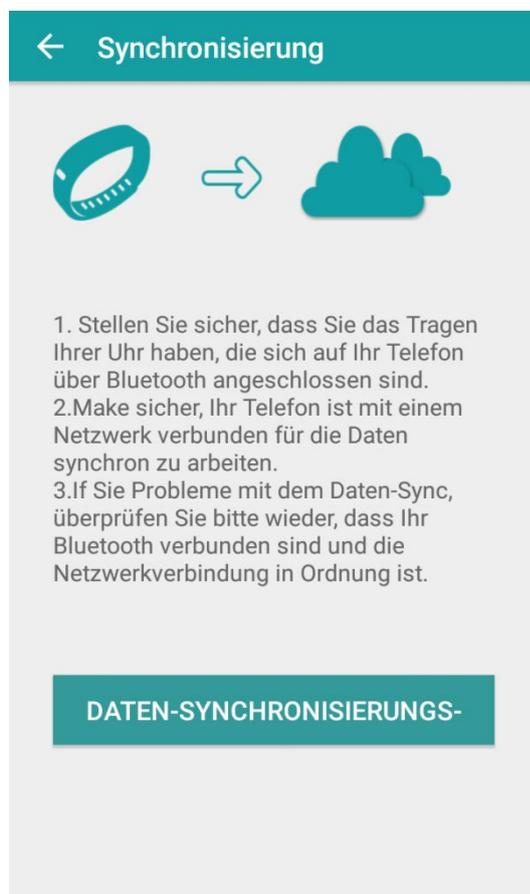 Synchronisierung
1. Stellen Sie sicher, dass Sie das Tragen
Ihrer Uhr haben, die sich auf Ihr Telefon
über Bluetooth angeschlossen sind.
2.Make sicher, Ihr Telefon ist mit einem
Netzwerk verbunden für die Daten
synchron zu arbeiten.
3.If Sie Probleme mit dem Daten-Sync,
überprüfen Sie bitte wieder, dass Ihr
Bluetooth verbunden sind und die
Netzwerkverbindung in Ordnung ist.
DATEN-SYNCHRONISIERUNGS-